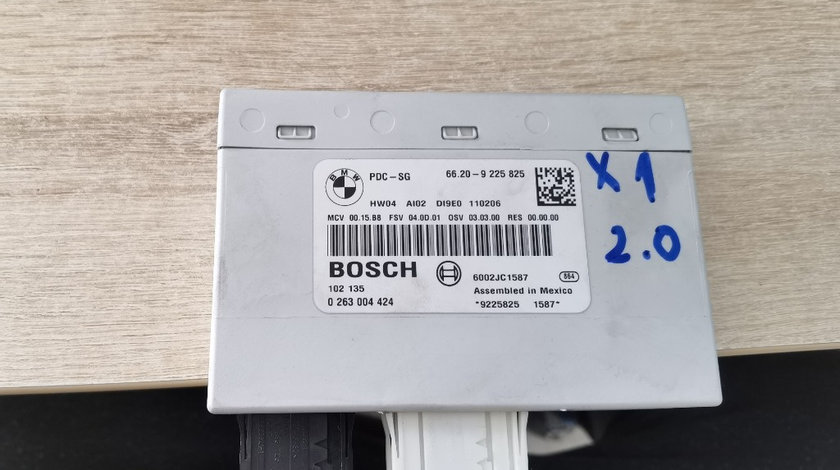 BMW
PDC-SG 66.20-9 225 825
HW04 AI02 DI9E0 110206
MCV 00.15.B8 FSV 04.0D.01 OSV 03.03.00 RES 00.00.00
BOSCH
6002JC1587 864
102 135
Assembled in Mexico
0 263 004 424
*9225825 1587*
X1
2.0